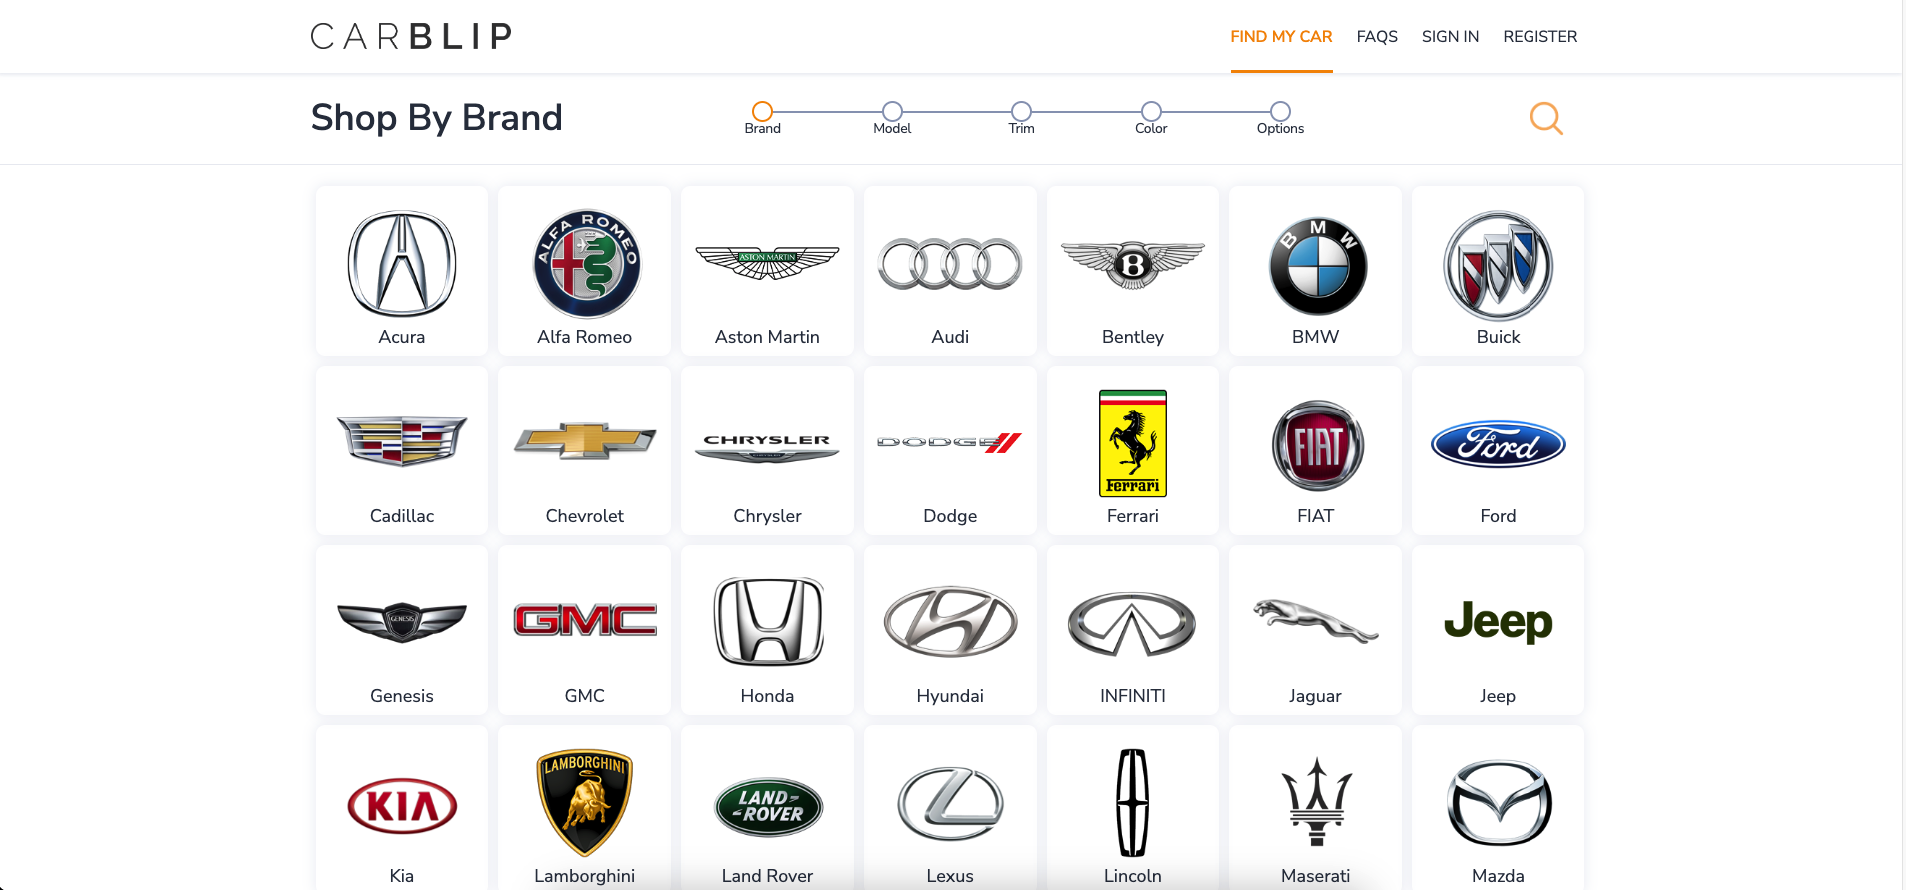 CARBLIP
FIND MY CAR FAQS SIGN IN REGISTER
Shop By Brand
Brand Model Trim Color Options
ALFA ROMEO
ASTON MARTIN
B
BMW
Acura Alfa Romeo Aston Martin Audi Bentley BMW Buick
CHRYSLER
DODGE
Ferrari
FIAT
Ford
Cadillac Chevrolet Chrysler Dodge Ferrari FIAT Ford
GENESIS
GMC
Jeep
Genesis GMC Honda Hyundai INFINITI Jaguar Jeep
KIA
LAMBORGHINI
LAND-
-ROVER
Kia Lamborghini Land Rover Lexus Lincoln Maserati Mazda